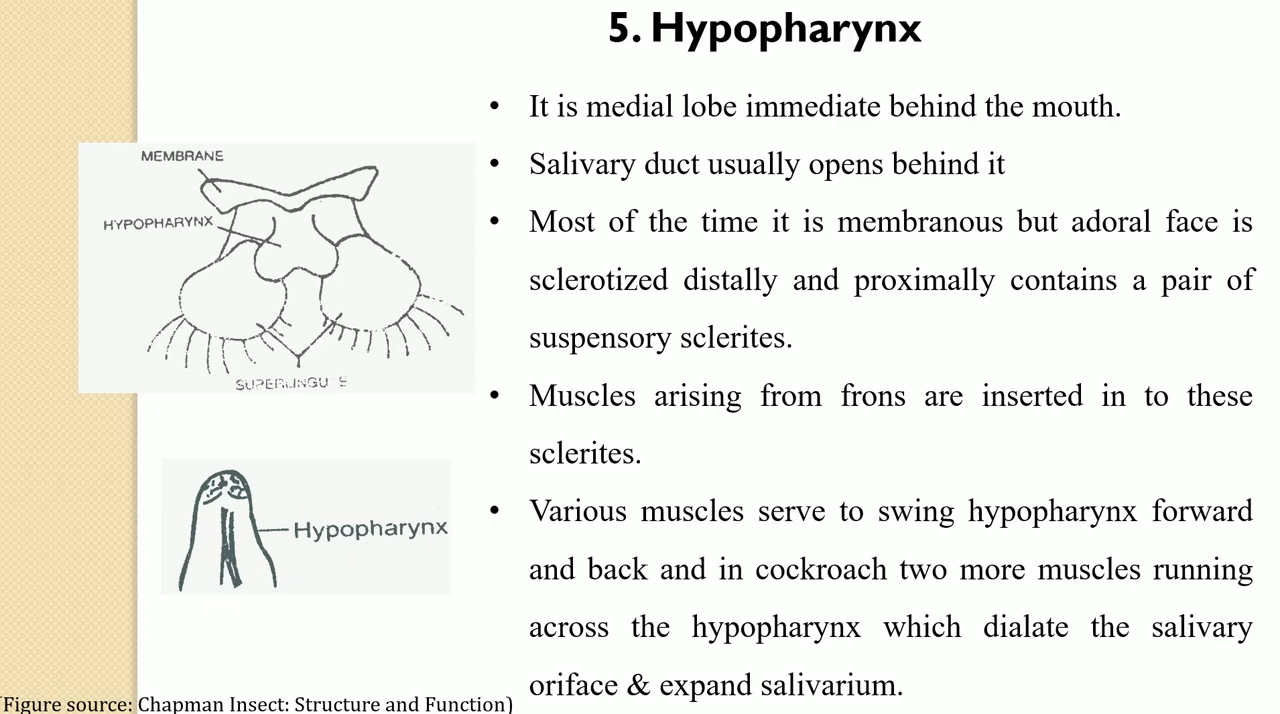 5. Hypopharynx
• It is medial lobe immediate behind the mouth.
• Salivary duct usually opens behind it
• Most of the time it is membranous but adoral face is
sclerotized distally and proximally contains a pair of
suspensory sclerites.
• Muscles arising from frons are inserted in to these
sclerites.
• Various muscles serve to swing hypopharynx forward
and back and in cockroach two more muscles running
across the hypopharynx which dialate the salivary
oriface & expand salivarium.
MEMBRANE
HYPOPHARYNX
Hypopharynx
(Figure source: Chapman Insect: Structure and Function)